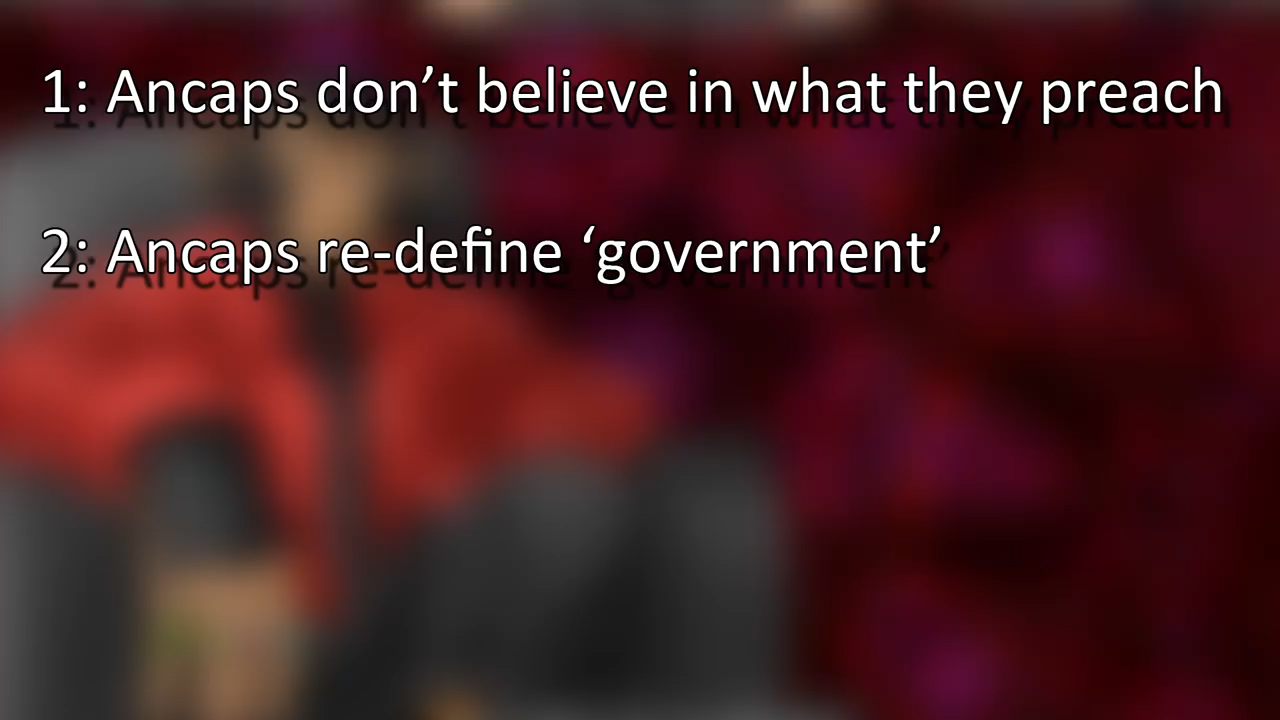 1: Ancaps don’t believe in what they preach
2: Ancaps re-define ‘government’